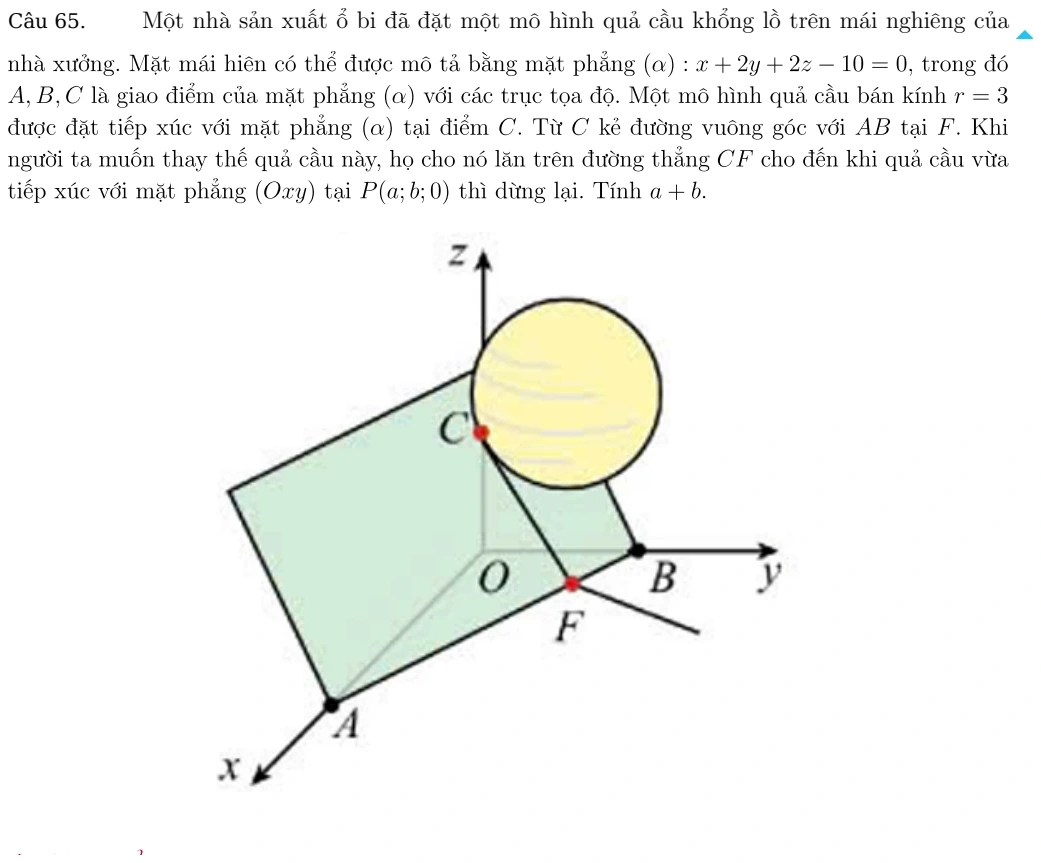 Câu 65. Một nhà sản xuất ổ bi đã đặt một mô hình quả cầu khổng lồ trên mái nghiêng của
nhà xưởng. Mặt mái hiên có thể được mô tả bằng mặt phẳng (α) : x + 2y + 2z − 10 = 0, trong đó
A, B, C là giao điểm của mặt phẳng (α) với các trục tọa độ. Một mô hình quả cầu bán kính r = 3
được đặt tiếp xúc với mặt phẳng (α) tại điểm C. Từ C kẻ đường vuông góc với AB tại F. Khi
người ta muốn thay thế quả cầu này, họ cho nó lăn trên đường thẳng CF cho đến khi quả cầu vừa
tiếp xúc với mặt phẳng (Oxy) tại P(a; b; 0) thì dừng lại. Tính a + b.
z
C
O
B
y
F
A
x